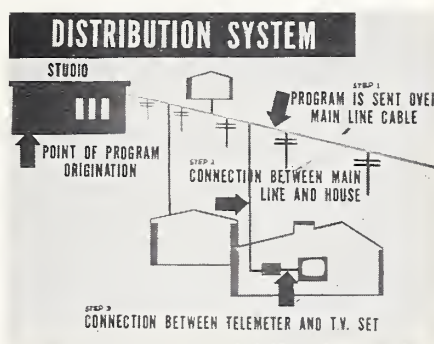 DISTRIBUTION SYSTEM
STUDIO
POINT OF PROGRAM
ORIGINATION
STEP 1
PROGRAM IS SENT OVER
MAIN LINE CABLE
STEP 2
CONNECTION BETWEEN MAIN
LINE AND HOUSE
STEP 3
CONNECTION BETWEEN TELEMETER AND T.V. SET